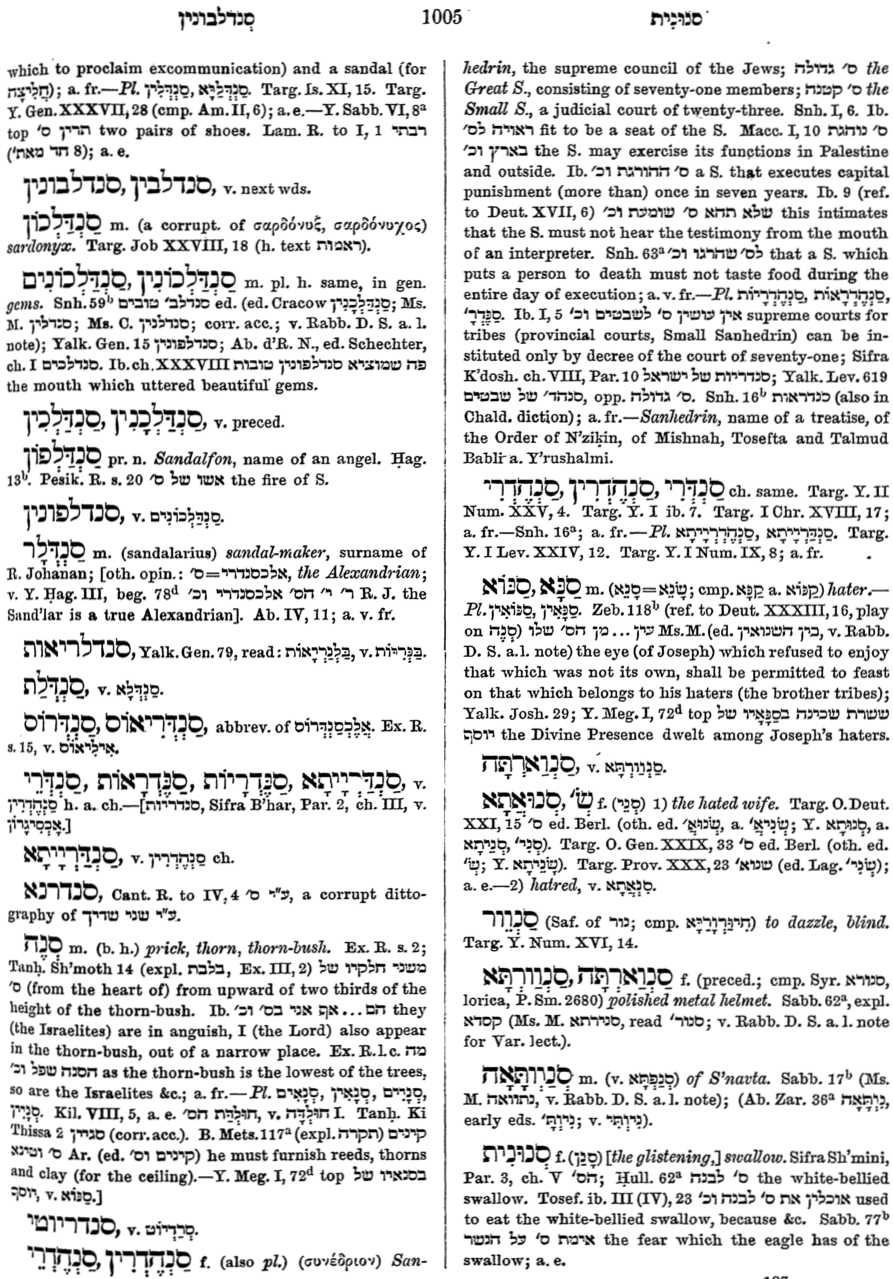 סנדלבונין 1005 סנונית
which to proclaim excommunication) and a sandal (for
חֲלִיצָה); a. fr.—Pl. סַנְדְּלַיָּא, סַנְדְּלִין. Targ. Is. XI, 15. Targ.
Y. Gen. XXXVII, 28 (cmp. Am. II, 6); a. e.—Y. Sabb. VI, 8ᵃ
top תרין ס׳ two pairs of shoes. Lam. R. to I, 1 רבתי
(חד מאת׳ 8); a. e.
סנדלבין, סנדלבונין, v. next wds.
סַנְדַּלְכוֹן m. (a corrupt. of σαρδόνυξ, σαρδόνυχος)
sardonyx. Targ. Job XXVIII, 18 (h. text ראמות).
סַנְדַּלְכוֹנִין, סַנְדַּלְכוֹנִים m. pl. h. same, in gen.
gems. Snh. 59ᵇ סנדלב׳ טובים ed. (ed. Cracow סַנְדַּלְכָנִין; Ms.
M. סנדלין; Ms. C. סנדלנין; corr. acc.; v. Rabb. D. S. a. l.
note); Yalk. Gen. 15 סנדלפונין; Ab. d'R. N., ed. Schechter,
ch. I סנדלכים. Ib. ch. XXXVIII פה שמוציא סנדלפונין טובות
the mouth which uttered beautiful gems.
סַנְדַּלְכִין, סַנְדַּלְכָנִין, v. preced.
סַנְדַּלְפוֹן pr. n. Sandalfon, name of an angel. Ḥag.
13ᵇ. Pesik. R. s. 20 אשו של ס׳ the fire of S.
סנדלפונין, v. סַנְדַּלְכוֹנִים.
סַנְדְּלָר m. (sandalarius) sandal-maker, surname of
R. Johanan; [oth. opin.: ס׳=אלכסנדרי, the Alexandrian;
v. Y. Ḥag. III, beg. 78ᵈ ר׳ י׳ הס׳ אלכסנדרי וכ׳ R. J. the
Sand'lar is a true Alexandrian]. Ab. IV, 11; a. v. fr.
סנדלריאות, Yalk. Gen. 79, read: בַּלְנַרְיָאוֹת, v. בַּנְּרִיּוֹת.
סַנְדֶּלֶת, v. סַנְדְּלָא.
סַנְדְּרוֹס, סַנְדְּרִיאוֹס, abbrev. of אֲלֶכְּסַנְדְּרוֹס. Ex. R.
s. 15, v. אִילְיָאוֹס.
סַנְדְּרֵי, סַנֶּדְרָאוֹת, סַנֶּדְרָיוֹת, סַנְדְּרַיְיתָא, v.
סַנְהֶדְרִין h. a. ch.—[סנדריות, Sifra B'har, Par. 2, ch. III, v.
אָכְסִיגָרוֹן.]
סַנְדְּרַיְיתָא, v. סַנְהֶדְרִין ch.
סנדרנא, Cant. R. to IV, 4 ע״י ס׳, a corrupt ditto-
graphy of ע״י שני שדיך.
סְנֶה m. (b. h.) prick, thorn, thorn-bush. Ex. R. s. 2;
Tanḥ. Sh'moth 14 (expl. בלבת, Ex. III, 2) משני חלקיו של
ס׳ (from the heart of) from upward of two thirds of the
height of the thorn-bush. Ib. הם ... אף אני בס׳ וכ׳ they
(the Israelites) are in anguish, I (the Lord) also appear
in the thorn-bush, out of a narrow place. Ex. R. l. c. מה
הסנה שפל וכ׳ as the thorn-bush is the lowest of the trees,
so are the Israelites &c.; a. fr.—Pl. סְנָיִים, סְנָאִין, סְנָאִים,
סְנָיִין. Kil. VIII, 5, a. e. חולדת הס׳, v. חוּלְדָּה I. Tanḥ. Ki
Thissa 2 סגיין (corr. acc.). B. Mets. 117ᵃ (expl. תקרה) קינים
ס׳ וטינא Ar. (ed. קינים וס׳) he must furnish reeds, thorns
and clay (for the ceiling).—Y. Meg. I, 72ᵈ top בסנאיו של
יוסף, v. סַנּוֹא.]
סנדריוטי, v. סְרַדְיוֹט.
סַנְהֶדְרִין, סַנְהֶדְרֵי f. (also pl.) (συνέδριον) San-
hedrin, the supreme council of the Jews; ס׳ גדולה the
Great S., consisting of seventy-one members; ס׳ קטנה the
Small S., a judicial court of twenty-three. Snh. I, 6. Ib.
ראויה לס׳ fit to be a seat of the S. Macc. I, 10 ס׳ נוהגת
בארץ וכ׳ the S. may exercise its functions in Palestine
and outside. Ib. ס׳ ההורגת וכ׳ a S. that executes capital
punishment (more than) once in seven years. Ib. 9 (ref.
to Deut. XVII, 6) שלא תהא ס׳ שומעת וכ׳ this intimates
that the S. must not hear the testimony from the mouth
of an interpreter. Snh. 63ᵃ לס׳ שהרגו וכ׳ that a S. which
puts a person to death must not taste food during the
entire day of execution; a. v. fr.—Pl. סַנְהֶדְרָאוֹת, סַנְהֶדְרָיוֹת,
סַנֶּדְרָ׳. Ib. I, 5 אין עושין ס׳ לשבטים וכ׳ supreme courts for
tribes (provincial courts, Small Sanhedrin) can be in-
stituted only by decree of the court of seventy-one; Sifra
K'dosh. ch. VIII, Par. 10 סנדריות של ישראל; Yalk. Lev. 619
סנהד׳ של שבטים, opp. ס׳ גדולה. Snh. 16ᵇ סנדראות (also in
Chald. diction); a. fr.—Sanhedrin, name of a treatise, of
the Order of N'ziḳin, of Mishnah, Tosefta and Talmud
Babli a. Y'rushalmi.
סַנְדְּרֵי, סַנְהֶדְרִין, סַנְהֶדְרֵי ch. same. Targ. Y. II
Num. XXV, 4. Targ. Y. I ib. 7. Targ. I Chr. XVIII, 17;
a. fr.—Snh. 16ᵃ; a. fr.—Pl. סַנְהֶדְרַיָיתָא, סַנְדְּרַיָיתָא. Targ.
Y. I Lev. XXIV, 12. Targ. Y. I Num. IX, 8; a. fr.
סַנָּא, סַנּוֹא m. (סָנֵא=שָׂנֵא; cmp. קַנָּא a. קַנּוֹא) hater.—
Pl. סַנָּאִין, סַנּוֹאִין. Zeb. 118ᵇ (ref. to Deut. XXXIII, 16, play
on סְנֶה) עין ... מן הס׳ שלו Ms. M. (ed. בין השנואין, v. Rabb.
D. S. a. l. note) the eye (of Joseph) which refused to enjoy
that which was not its own, shall be permitted to feast
on that which belongs to his haters (the brother tribes);
Yalk. Josh. 29; Y. Meg. I, 72ᵈ top ששרת שכינה בסַנָּאָיו של
יוסף the Divine Presence dwelt among Joseph's haters.
סַנְוַארְתָּה, v. סַנְוַורְתָּא.
סְנוּאֲתָא, שׂ׳ f. (סְנֵי) 1) the hated wife. Targ. O. Deut.
XXI, 15 ס׳ ed. Berl. (oth. ed. שְׂנוּאֲ׳, a. שְׂנִיאֲ׳; Y. סְנוּתָא, a.
סְנִי׳, סְנִיתָא). Targ. O. Gen. XXIX, 33 ס׳ ed. Berl. (oth. ed.
שְׂ׳; Y. שְׂנִיתָא). Targ. Prov. XXX, 23 שנוא׳ (ed. Lag. שְׂנִי׳);
a. e.—2) hatred, v. סִנְאֲתָא.
סַנְוֵור (Saf. of נור; cmp. חִינְּוַרְוָרַיָּא) to dazzle, blind.
Targ. Y. Num. XVI, 14.
סַנְוַארְתָּה, סַנְוַורְתָּא f. (preced.; cmp. Syr. סנורא,
lorica, P. Sm. 2680) polished metal helmet. Sabb. 62ᵃ, expl.
קסדא (Ms. M. סנירתא, read סנור׳; v. Rabb. D. S. a. l. note
for Var. lect.).
סְנַוְתָּאָה m. (v. סְנַפְתָּא) of S'navta. Sabb. 17ᵇ (Ms.
M. נתוואה, v. Rabb. D. S. a. l. note); (Ab. Zar. 36ᵃ נִיוְתָּאָה,
early eds. נִיוְתָ׳; v. נִיוְתִי).
סְנוּנִית f. (סָנַן) [the glistening,] swallow. Sifra Sh'mini,
Par. 3, ch. V הס׳; Ḥull. 62ᵃ ס׳ לבנה the white-bellied
swallow. Tosef. ib. III (IV), 23 אוכלין את ס׳ לבנה וכ׳ used
to eat the white-bellied swallow, because &c. Sabb. 77ᵇ
אימת ס׳ על הנשר the fear which the eagle has of the
swallow; a. e.